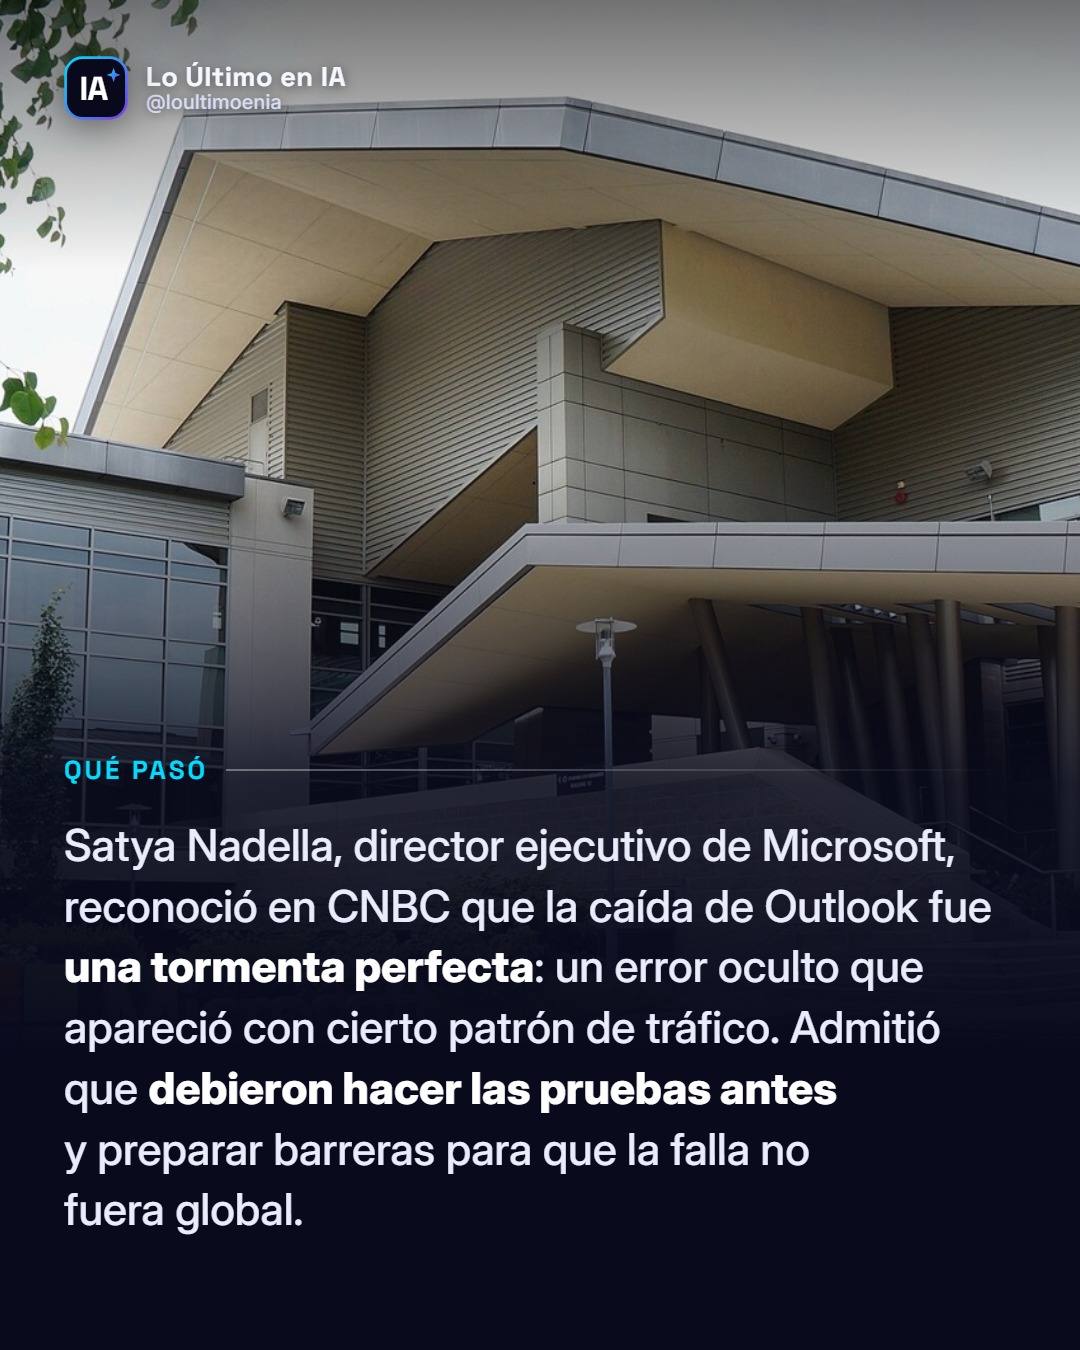 IA
Lo Último en IA
@loultimoenia
QUÉ PASÓ
Satya Nadella, director ejecutivo de Microsoft,
reconoció en CNBC que la caída de Outlook fue
una tormenta perfecta: un error oculto que
apareció con cierto patrón de tráfico. Admitió
que debieron hacer las pruebas antes
y preparar barreras para que la falla no
fuera global.